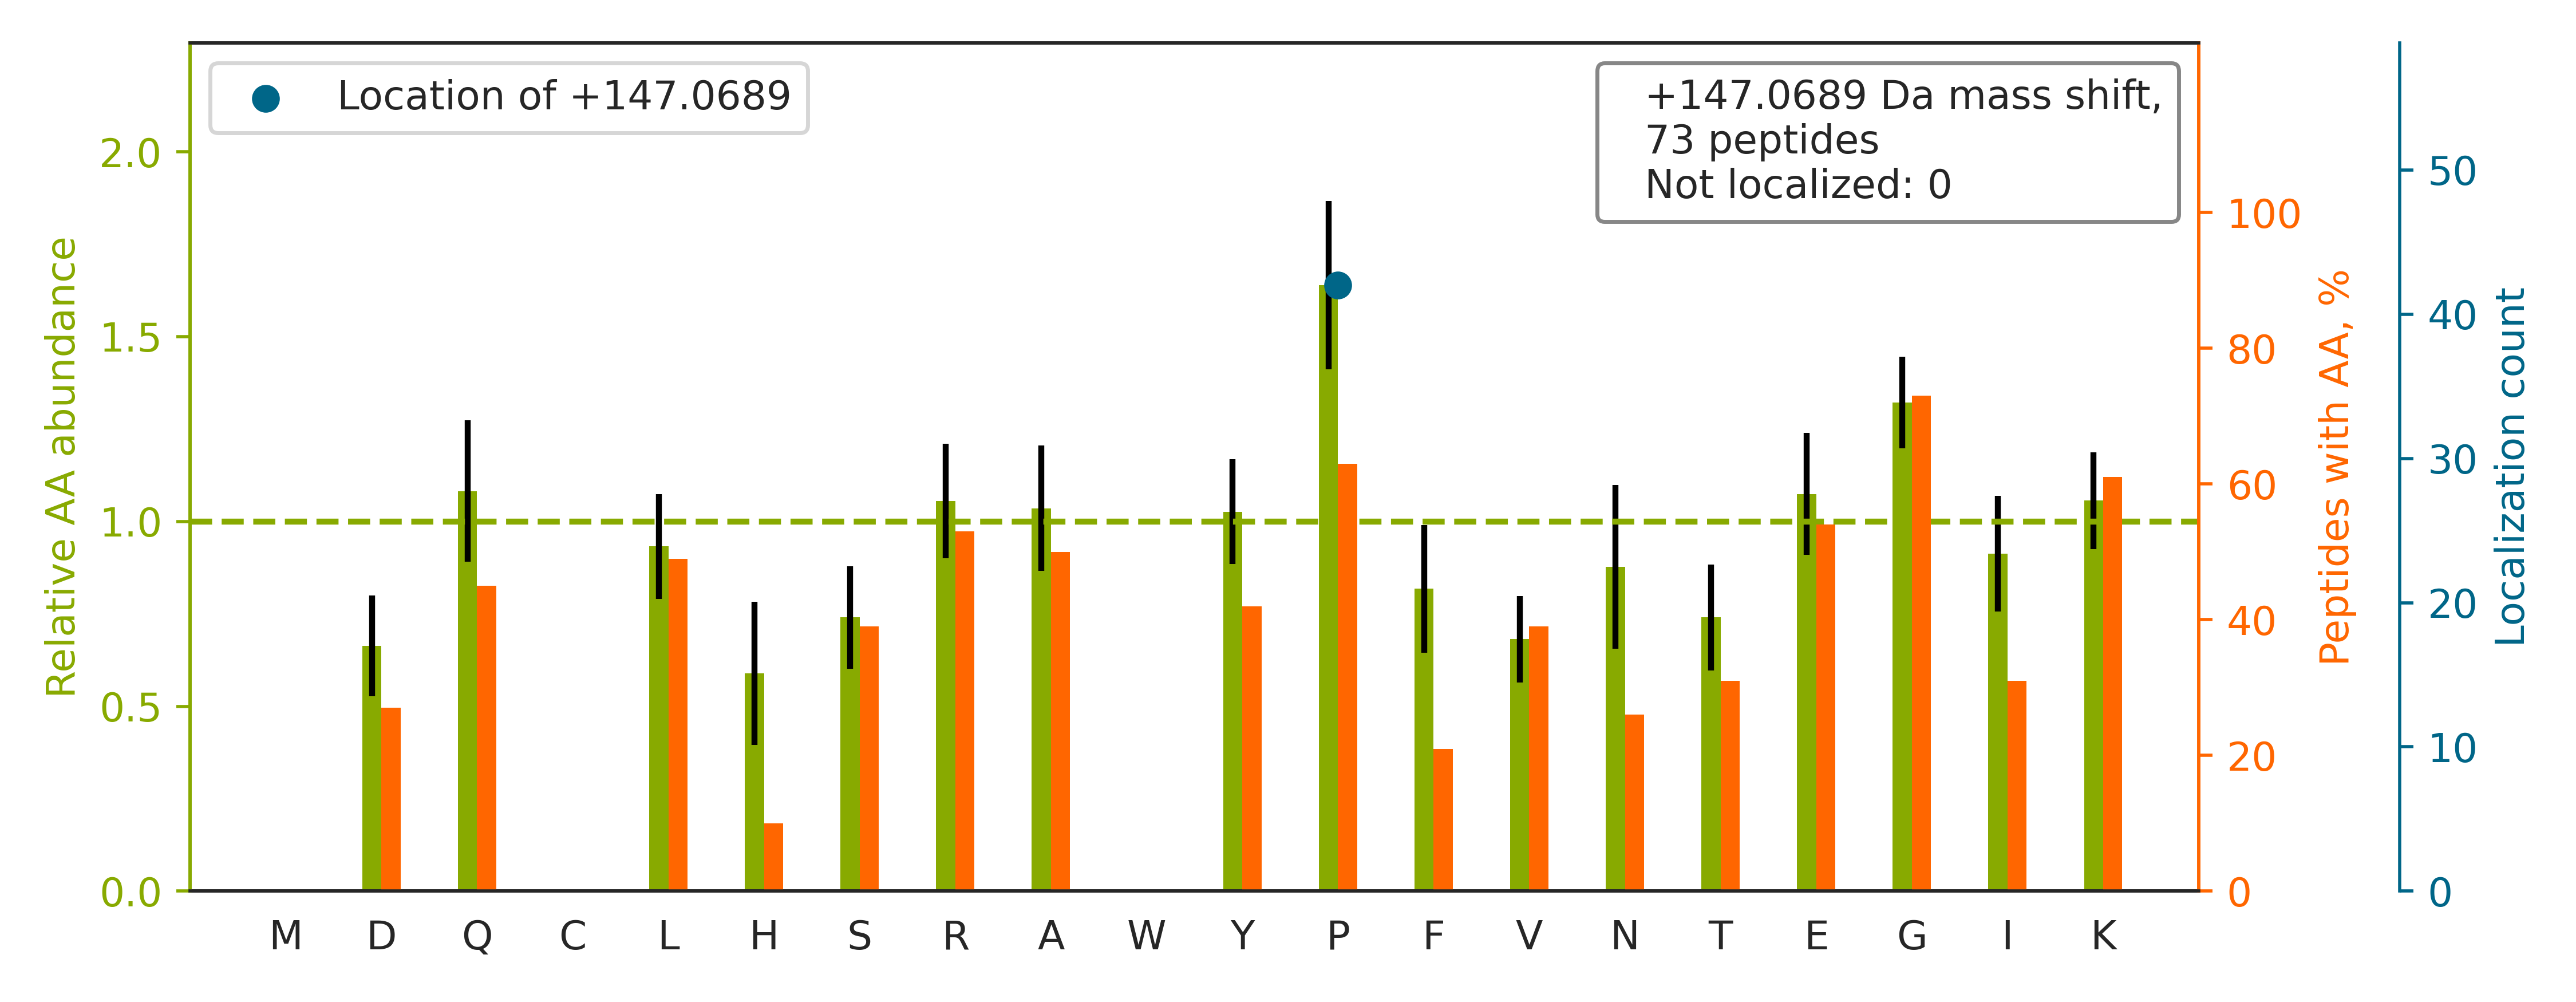 Location of +147.0689
+147.0689 Da mass shift,
73 peptides
Not localized: 0
Relative AA abundance
2.0
1.5
1.0
0.5
0.0
100
80
60
40
20
0
Peptides with AA, %
50
40
30
20
10
0
Localization count
M D Q C L H S R A W Y P F V N T E G I K